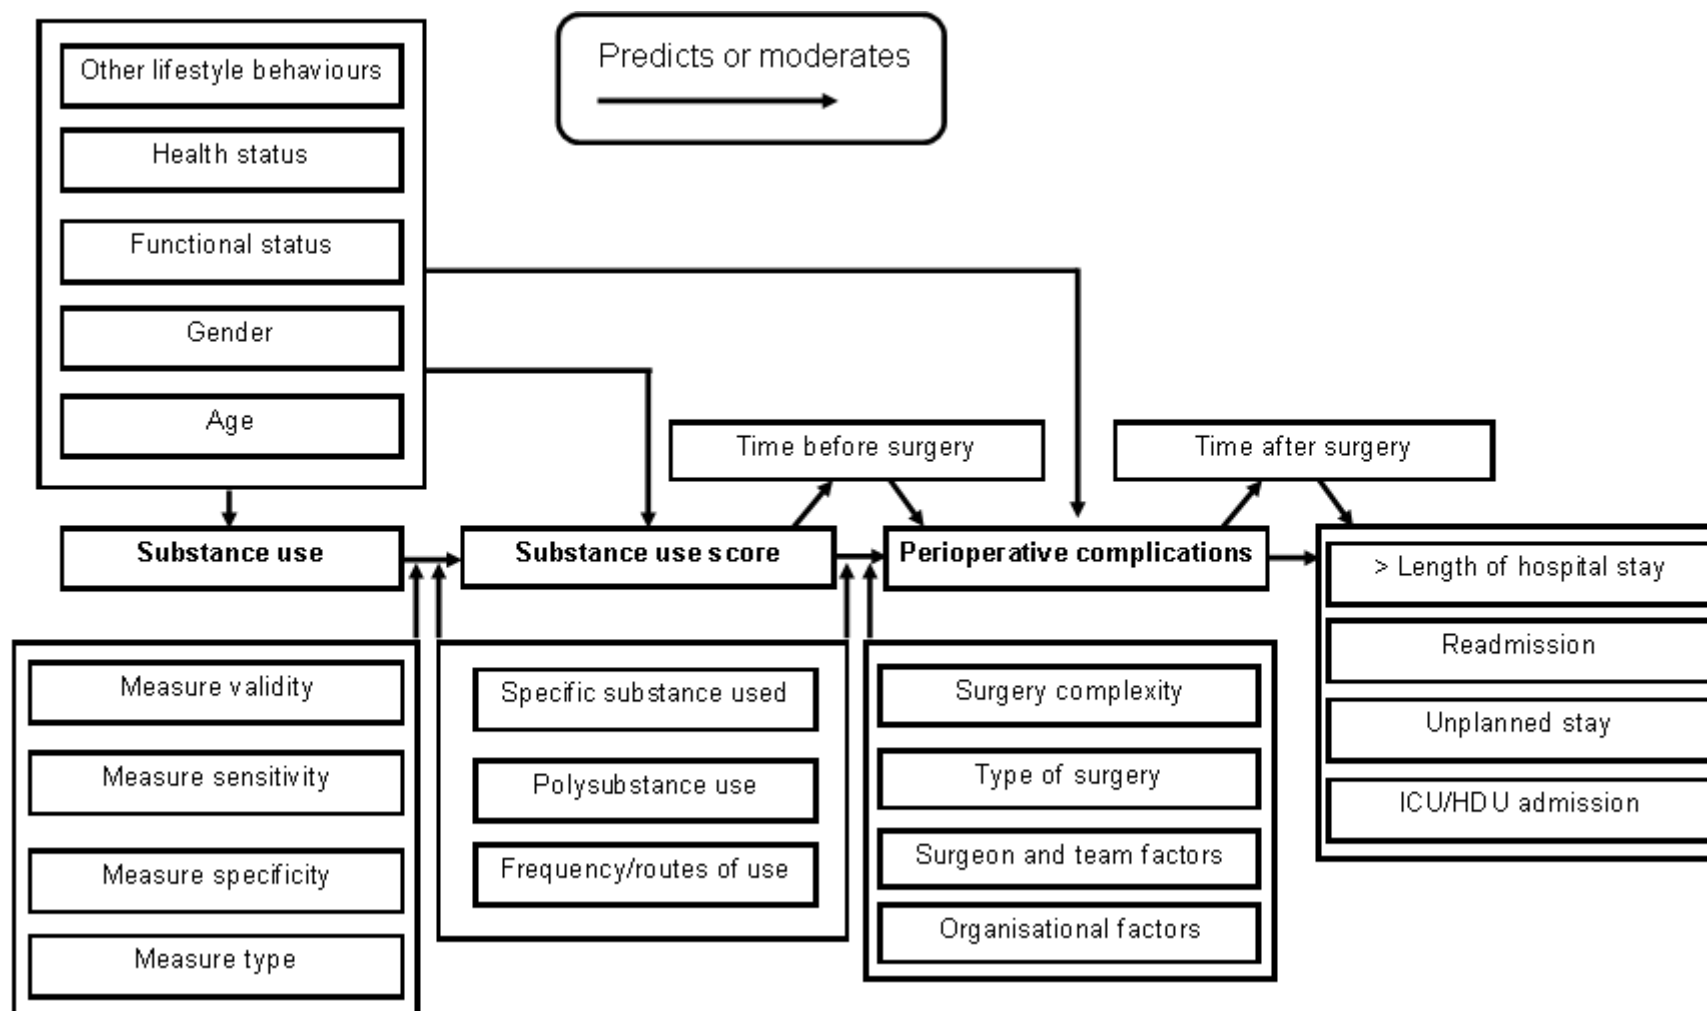 Predicts or moderates
Other lifestyle behaviours
Health status
Functional status
Gender
Age
Time before surgery
Time after surgery
Substance use
Substance use score
Perioperative complications
> Length of hospital stay
Readmission
Unplanned stay
ICU/HDU admission
Measure validity
Measure sensitivity
Measure specificity
Measure type
Specific substance used
Polysubstance use
Frequency/routes of use
Surgery complexity
Type of surgery
Surgeon and team factors
Organisational factors